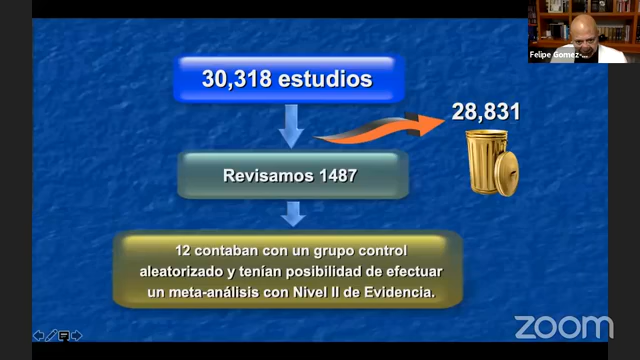 Felipe Gomez-
30,318 estudios
28,831
Revisamos 1487
12 contaban con un grupo control
aleatorizado y tenían posibilidad de efectuar
un meta-análisis con Nivel II de Evidencia.
zoom